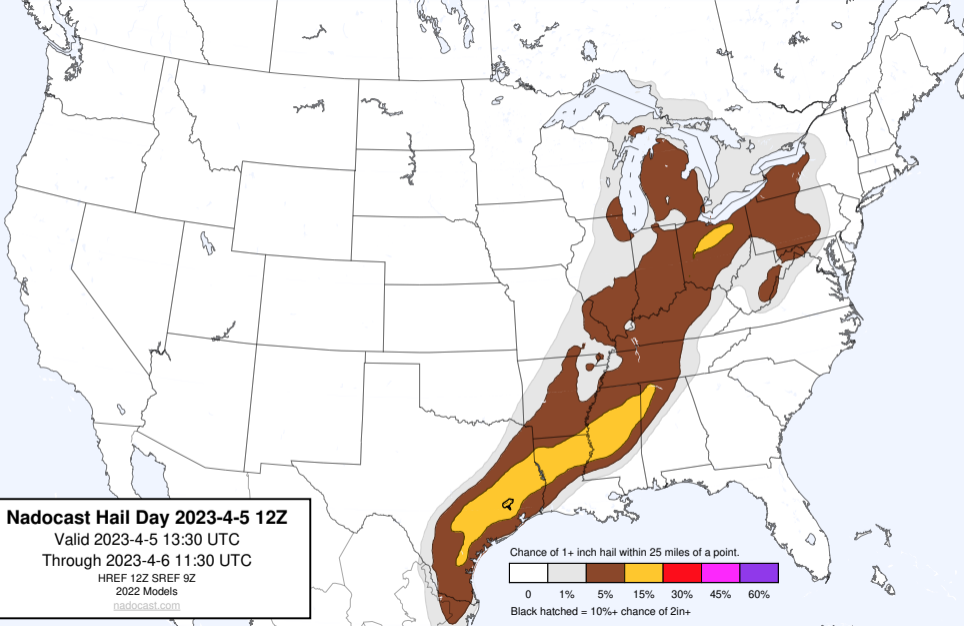 Nadocast Hail Day 2023-4-5 12Z
Valid 2023-4-5 13:30 UTC
Through 2023-4-6 11:30 UTC
HREF 12Z SREF 9Z
2022 Models
nadocast.com
Chance of 1+ inch hail within 25 miles of a point.
0 1% 5% 15% 30% 45% 60%
Black hatched = 10%+ chance of 2in+